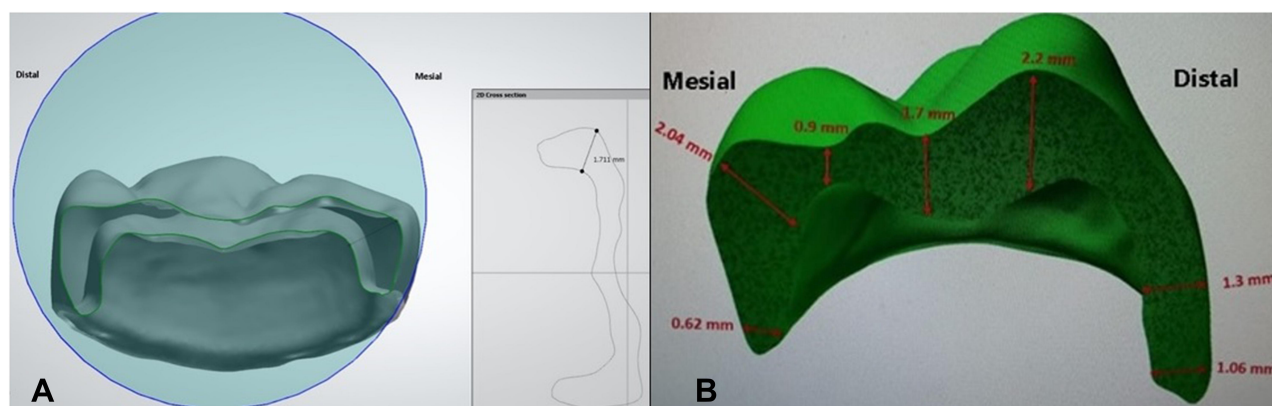 Distal
Mesial
2D Cross section
1.711 mm
A
Mesial
Distal
2.2 mm
1.7 mm
0.9 mm
2.04 mm
1.3 mm
0.62 mm
1.06 mm
B